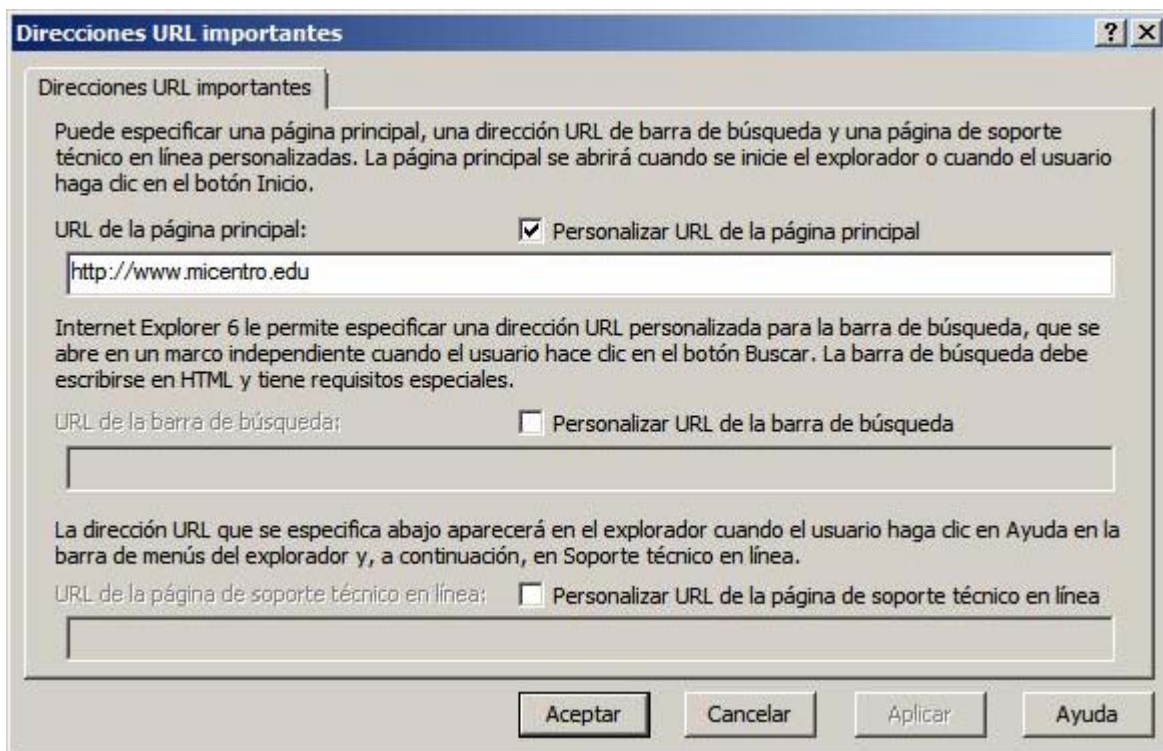 Direcciones URL importantes
Direcciones URL importantes
Puede especificar una página principal, una dirección URL de barra de búsqueda y una página de soporte
técnico en línea personalizadas. La página principal se abrirá cuando se inicie el explorador o cuando el usuario
haga clic en el botón Inicio.
URL de la página principal: Personalizar URL de la página principal
http://www.micentro.edu
Internet Explorer 6 le permite especificar una dirección URL personalizada para la barra de búsqueda, que se
abre en un marco independiente cuando el usuario hace clic en el botón Buscar. La barra de búsqueda debe
escribirse en HTML y tiene requisitos especiales.
URL de la barra de búsqueda: Personalizar URL de la barra de búsqueda
La dirección URL que se especifica abajo aparecerá en el explorador cuando el usuario haga clic en Ayuda en la
barra de menús del explorador y, a continuación, en Soporte técnico en línea.
URL de la página de soporte técnico en línea: Personalizar URL de la página de soporte técnico en línea
Aceptar Cancelar Aplicar Ayuda